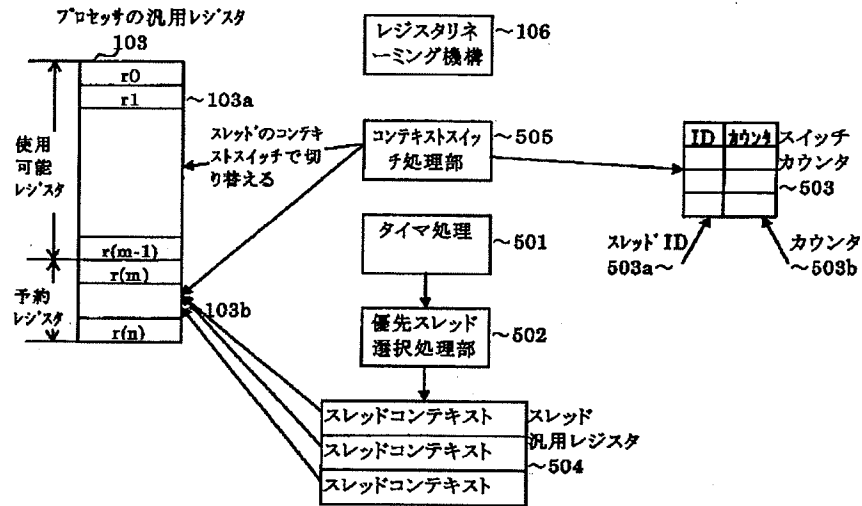 プロセッサの汎用レジスタ
103
r0
r1
~103a
使用
可能
レジスタ
r(m-1)
r(m)
予約
レジスタ
103b
r(n)
スレッドのコンテキ
ストスイッチで切
り替える
レジスタリネ
ーミング機構
~106
コンテキストスイッ
チ処理部
~505
タイマ処理
~501
優先スレッド
選択処理部
~502
スレッドコンテキスト
スレッドコンテキスト
スレッドコンテキスト
スレッド
汎用レジスタ
~504
ID カウンタ
スイッチ
カウンタ
~503
スレッドID
503a~
カウンタ
~503b